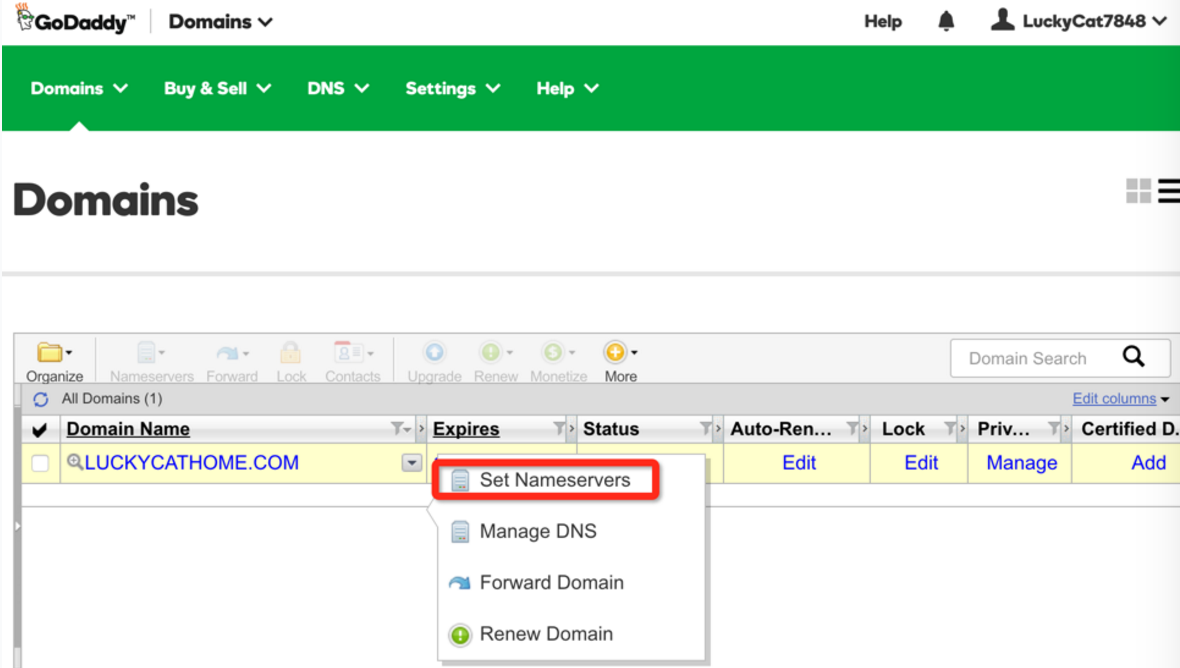 GoDaddy™ Domains Help LuckyCat7848
Domains Buy & Sell DNS Settings Help
Domains
Organize Nameservers Forward Lock Contacts Upgrade Renew Monetize More Domain Search
All Domains (1) Edit columns
Domain Name Expires Status Auto-Ren... Lock Priv... Certified D.
LUCKYCATHOME.COM Edit Edit Manage Add
Set Nameservers
Manage DNS
Forward Domain
Renew Domain